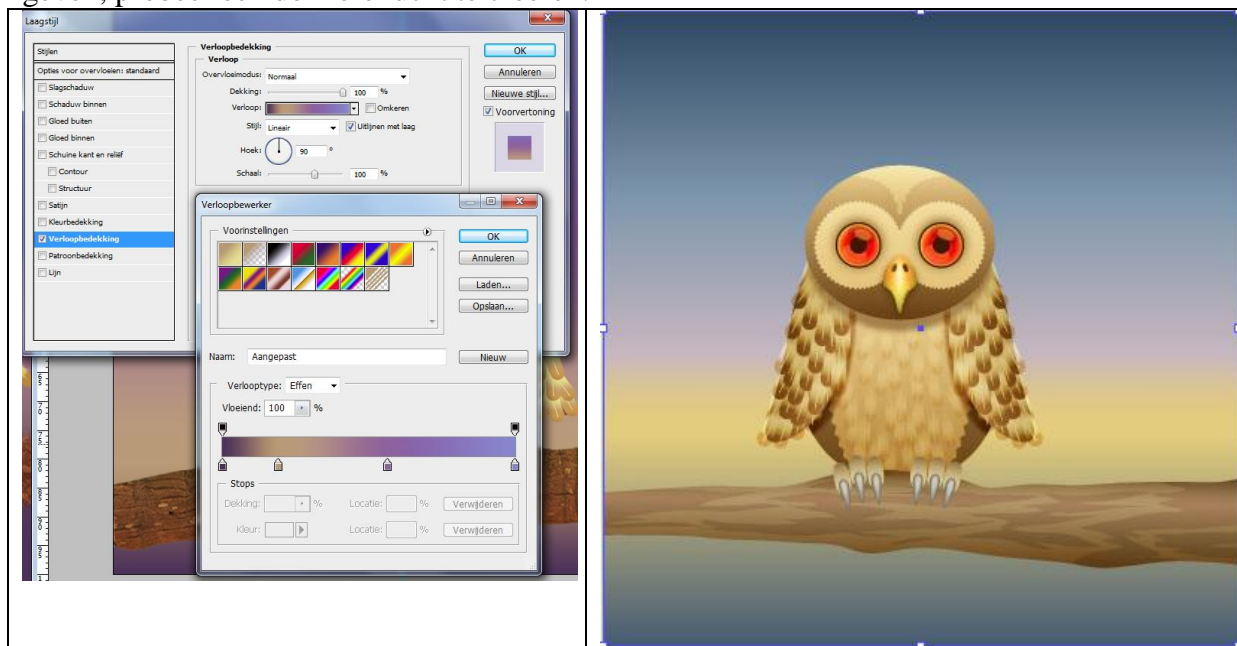 Laagstijl
Stijlen
Opties voor overvloeien: standaard
Slagschaduw
Schaduw binnen
Gloed buiten
Gloed binnen
Schuine kant en reliëf
Contour
Structuur
Satijn
Kleurbedekking
Verloopbedekking
Patroonbedekking
Lijn
Verloopbedekking
Verloop
Overvloeimodus: Normaal
Dekking: 100 %
Verloop: Omkeren
Stijl: Lineair Uitlijnen met laag
Hoek: 90 °
Schaal: 100 %
OK
Annuleren
Nieuwe stijl...
Voorvertoning
Verloopbewerker
Voorinstellingen
OK
Annuleren
Laden...
Opslaan...
Naam: Aangepast Nieuw
Verlooptype: Effen
Vloeiend: 100 %
Stops
Dekking: % Locatie: % Verwijderen
Kleur: Locatie: % Verwijderen